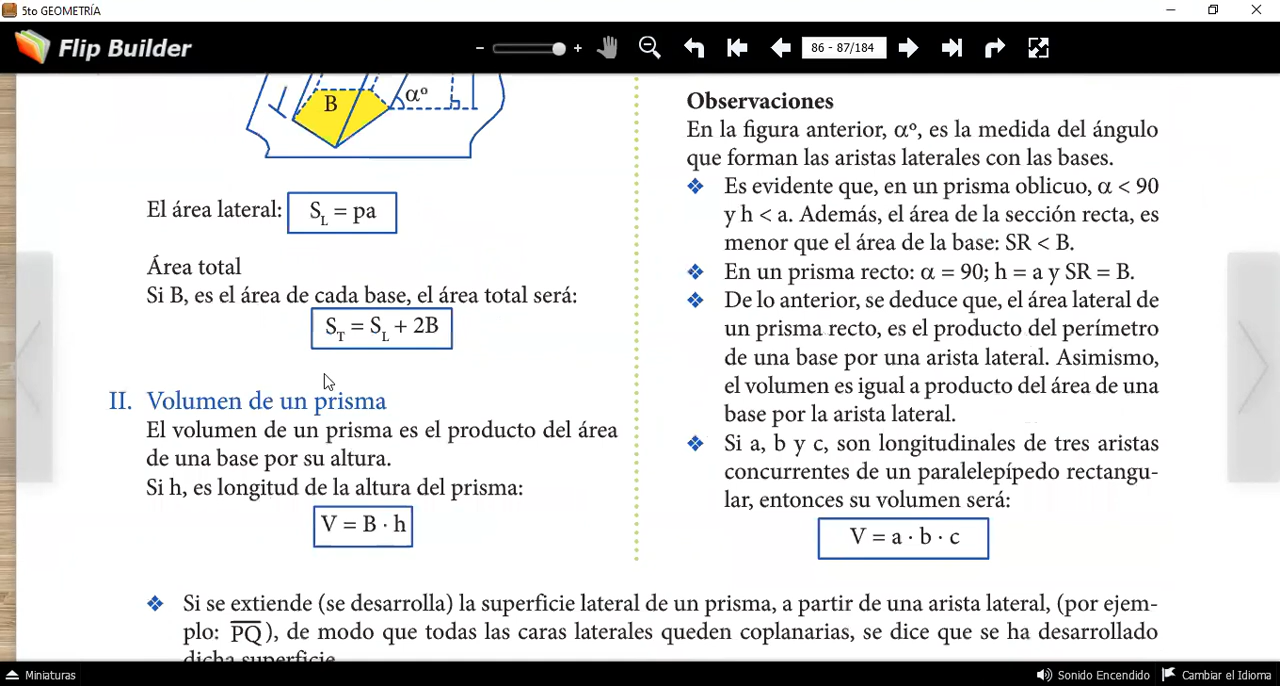 5to GEOMETRÍA
Flip Builder
86 - 87/184
B
αº
El área lateral: S_L = pa
Área total
Si B, es el área de cada base, el área total será:
S_T = S_L + 2B
II. Volumen de un prisma
El volumen de un prisma es el producto del área
de una base por su altura.
Si h, es longitud de la altura del prisma:
V = B · h
Observaciones
En la figura anterior, αº, es la medida del ángulo
que forman las aristas laterales con las bases.
❖ Es evidente que, en un prisma oblicuo, α < 90
y h < a. Además, el área de la sección recta, es
menor que el área de la base: SR < B.
❖ En un prisma recto: α = 90; h = a y SR = B.
❖ De lo anterior, se deduce que, el área lateral de
un prisma recto, es el producto del perímetro
de una base por una arista lateral. Asimismo,
el volumen es igual a producto del área de una
base por la arista lateral.
❖ Si a, b y c, son longitudinales de tres aristas
concurrentes de un paralelepípedo rectangu-
lar, entonces su volumen será:
V = a · b · c
❖ Si se extiende (se desarrolla) la superficie lateral de un prisma, a partir de una arista lateral, (por ejem-
plo: P̅Q̅), de modo que todas las caras laterales queden coplanarias, se dice que se ha desarrollado
dicha superficie
Miniaturas
Sonido Encendido
Cambiar el Idioma